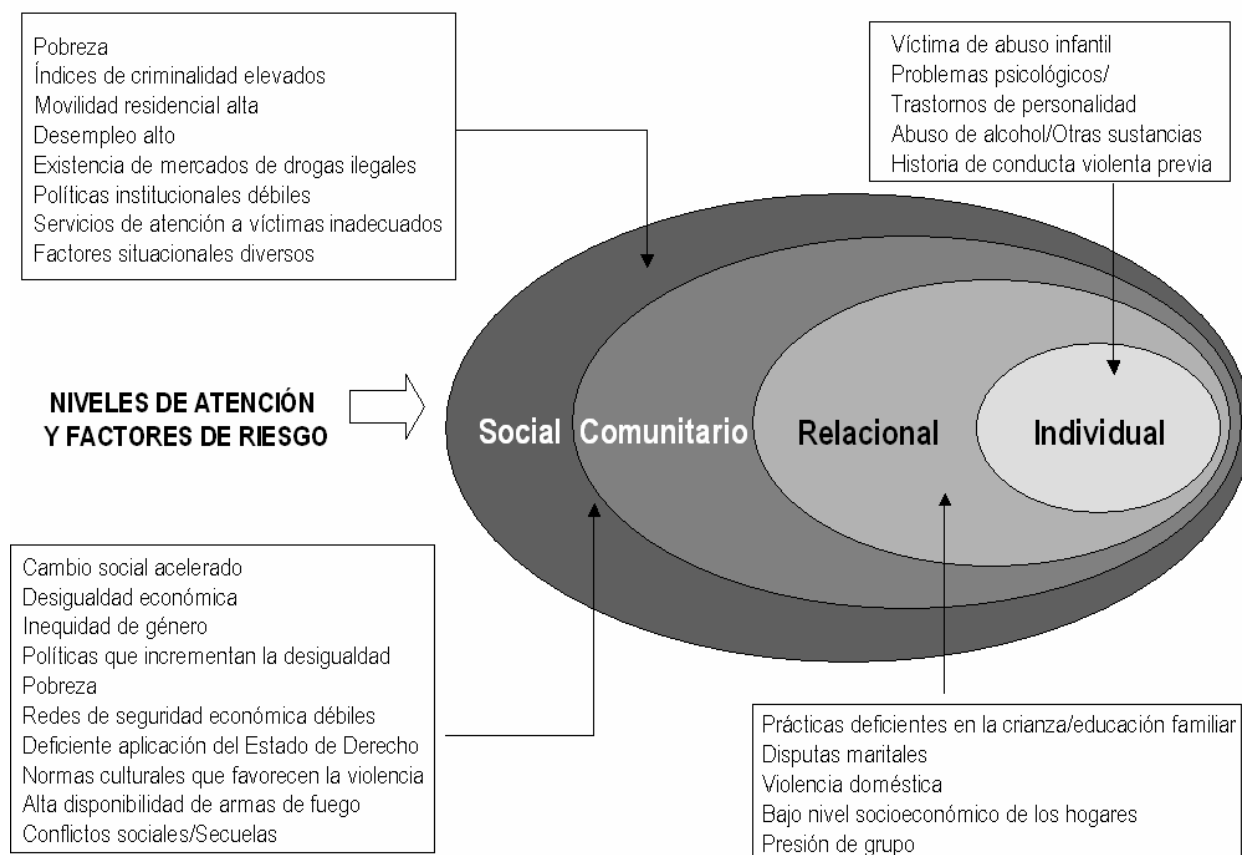 Pobreza
Índices de criminalidad elevados
Movilidad residencial alta
Desempleo alto
Existencia de mercados de drogas ilegales
Políticas institucionales débiles
Servicios de atención a víctimas inadecuados
Factores situacionales diversos
Víctima de abuso infantil
Problemas psicológicos/
Trastornos de personalidad
Abuso de alcohol/Otras sustancias
Historia de conducta violenta previa
NIVELES DE ATENCIÓN
Y FACTORES DE RIESGO
Social
Comunitario
Relacional
Individual
Cambio social acelerado
Desigualdad económica
Inequidad de género
Políticas que incrementan la desigualdad
Pobreza
Redes de seguridad económica débiles
Deficiente aplicación del Estado de Derecho
Normas culturales que favorecen la violencia
Alta disponibilidad de armas de fuego
Conflictos sociales/Secuelas
Prácticas deficientes en la crianza/educación familiar
Disputas maritales
Violencia doméstica
Bajo nivel socioeconómico de los hogares
Presión de grupo